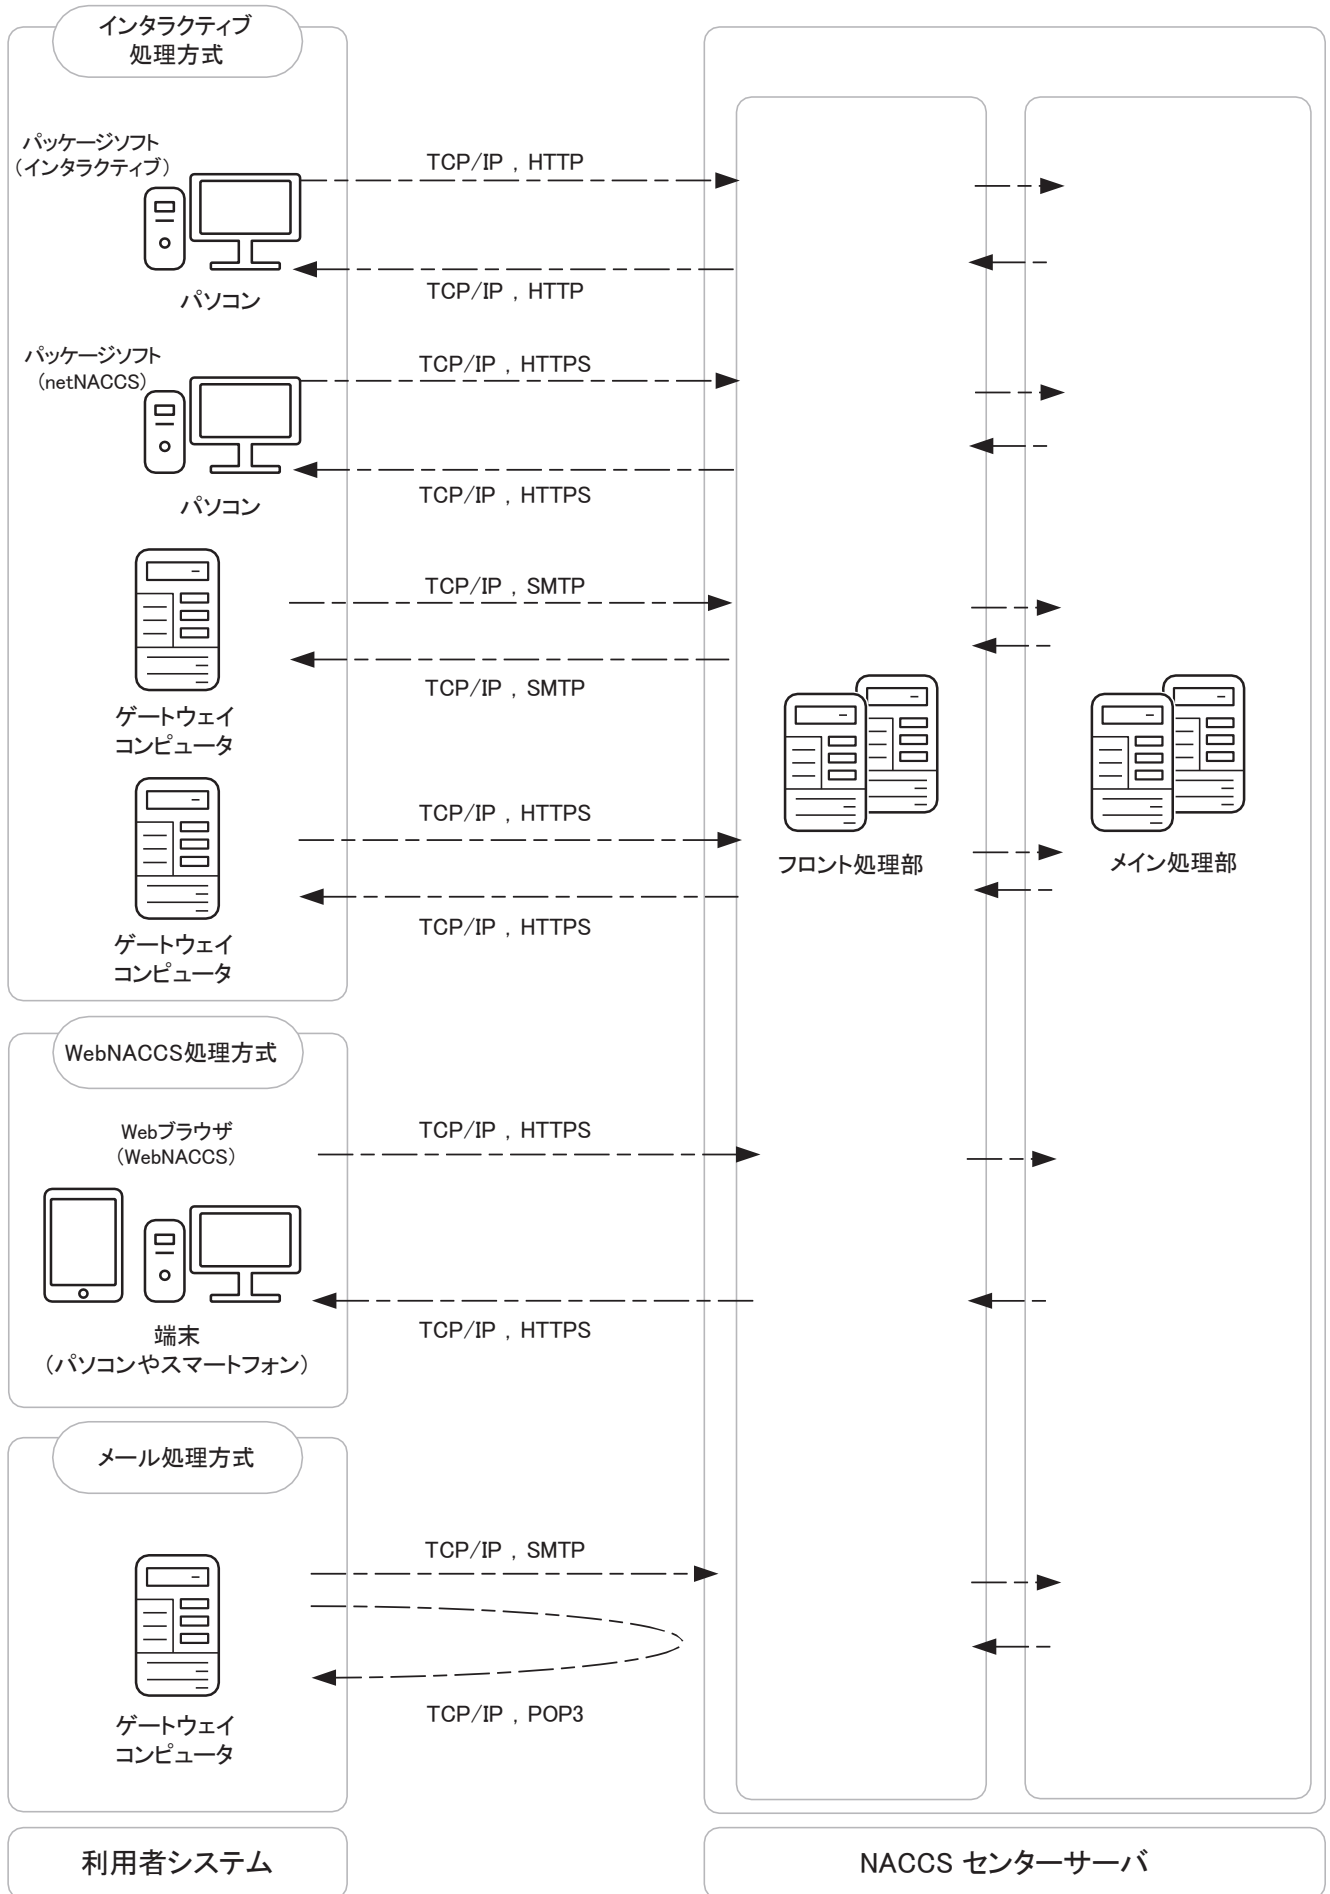 インタラクティブ
処理方式
パッケージソフト
（インタラクティブ）
TCP/IP , HTTP
TCP/IP , HTTP
パソコン
パッケージソフト
（netNACCS）
TCP/IP , HTTPS
TCP/IP , HTTPS
パソコン
TCP/IP , SMTP
TCP/IP , SMTP
ゲートウェイ
コンピュータ
TCP/IP , HTTPS
フロント処理部
メイン処理部
TCP/IP , HTTPS
ゲートウェイ
コンピュータ
WebNACCS処理方式
Webブラウザ
（WebNACCS）
TCP/IP , HTTPS
TCP/IP , HTTPS
端末
（パソコンやスマートフォン）
メール処理方式
TCP/IP , SMTP
TCP/IP , POP3
ゲートウェイ
コンピュータ
利用者システム
NACCS センターサーバ